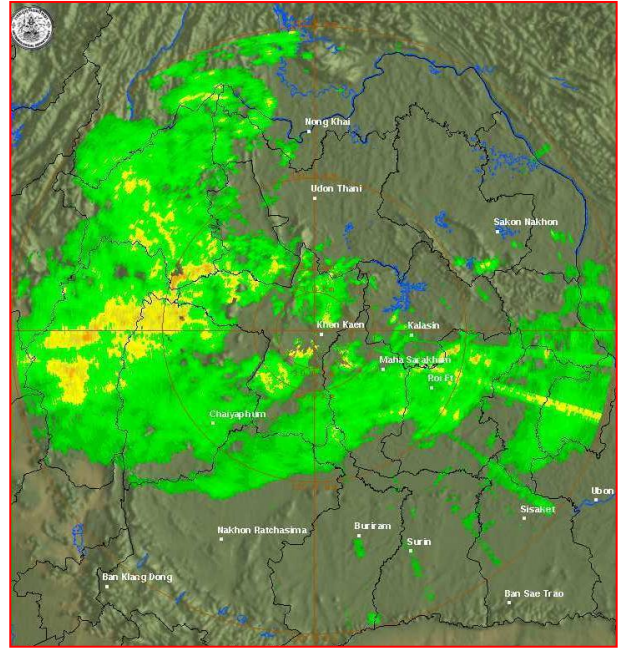 Nong Khai
Udon Thani
Sakon Nakhon
Khon Kaen
Kalasin
Maha Sarakham
Roi Et
Chaiyaphum
Ubon
Sisaket
Nakhon Ratchasima
Buriram
Surin
Ban Klang Dong
Ban Sae Trao